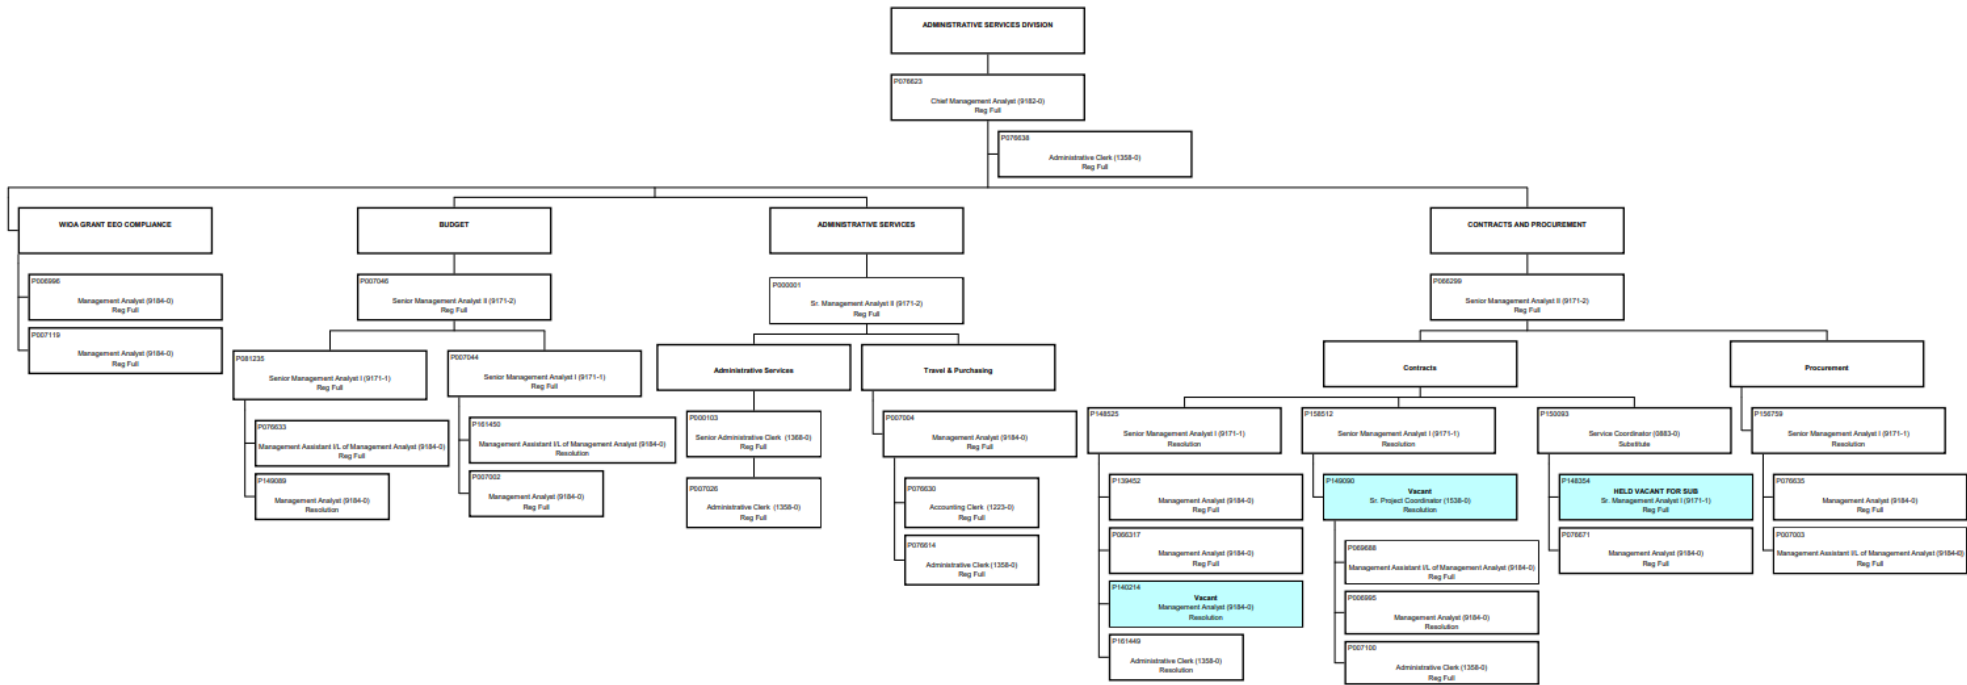 ADMINISTRATIVE SERVICES DIVISION
P076623
Chief Management Analyst (9182-0)
Reg Full
P076638
Administrative Clerk (1358-0)
Reg Full
WIOA GRANT EEO COMPLIANCE
P006996
Management Analyst (9184-0)
Reg Full
P007119
Management Analyst (9184-0)
Reg Full
BUDGET
P007046
Senior Management Analyst II (9171-2)
Reg Full
P081235
Senior Management Analyst I (9171-1)
Reg Full
P076633
Management Assistant I/L of Management Analyst (9184-0)
Reg Full
P149089
Management Analyst (9184-0)
Resolution
P007044
Senior Management Analyst I (9171-1)
Reg Full
P161450
Management Assistant I/L of Management Analyst (9184-0)
Resolution
P007002
Management Analyst (9184-0)
Reg Full
ADMINISTRATIVE SERVICES
P000001
Sr. Management Analyst II (9171-2)
Reg Full
Administrative Services
P000103
Senior Administrative Clerk (1368-0)
Reg Full
P007026
Administrative Clerk (1358-0)
Reg Full
Travel & Purchasing
P007004
Management Analyst (9184-0)
Reg Full
P076630
Accounting Clerk (1223-0)
Reg Full
P076614
Administrative Clerk (1358-0)
Reg Full
CONTRACTS AND PROCUREMENT
P066299
Senior Management Analyst II (9171-2)
Reg Full
Contracts
P148525
Senior Management Analyst I (9171-1)
Resolution
P139452
Management Analyst (9184-0)
Reg Full
P066317
Management Analyst (9184-0)
Reg Full
P140214
Vacant
Management Analyst (9184-0)
Resolution
P161449
Administrative Clerk (1358-0)
Resolution
P158512
Senior Management Analyst I (9171-1)
Resolution
P149090
Vacant
Sr. Project Coordinator (1538-0)
Resolution
P069688
Management Assistant I/L of Management Analyst (9184-0)
Reg Full
P006995
Management Analyst (9184-0)
Resolution
P007100
Administrative Clerk (1358-0)
Reg Full
P150093
Service Coordinator (0883-0)
Substitute
P148354
HELD VACANT FOR SUB
Sr. Management Analyst I (9171-1)
Reg Full
P076671
Management Analyst (9184-0)
Reg Full
Procurement
P156759
Senior Management Analyst I (9171-1)
Resolution
P076635
Management Analyst (9184-0)
Reg Full
P007003
Management Assistant I/L of Management Analyst (9184-0)
Reg Full